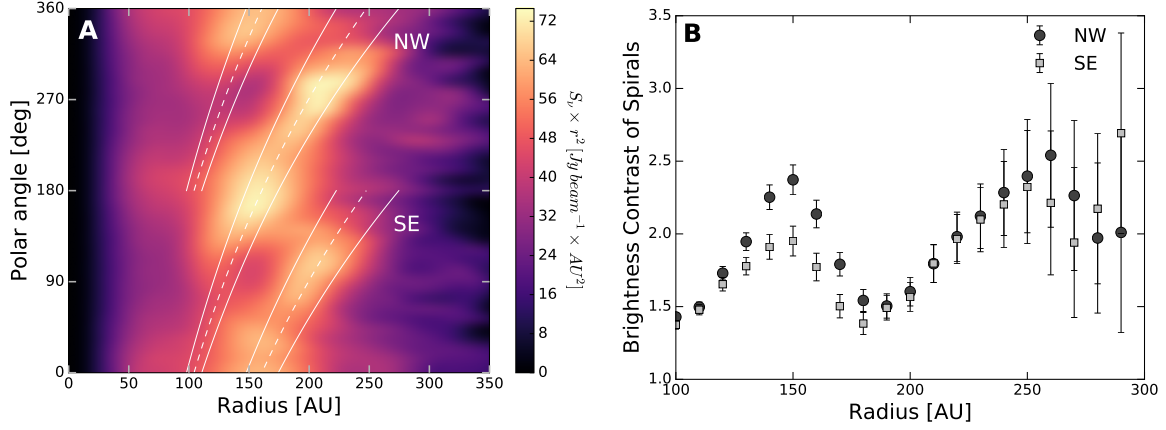 A
NW
SE
360
270
180
90
0
Polar angle [deg]
0 50 100 150 200 250 300 350
Radius [AU]
72
64
56
48
40
32
24
16
8
0
Sν × r² [Jy beam⁻¹ × AU²]
B
NW
SE
3.5
3.0
2.5
2.0
1.5
1.0
Brightness Contrast of Spirals
100 150 200 250 300
Radius [AU]